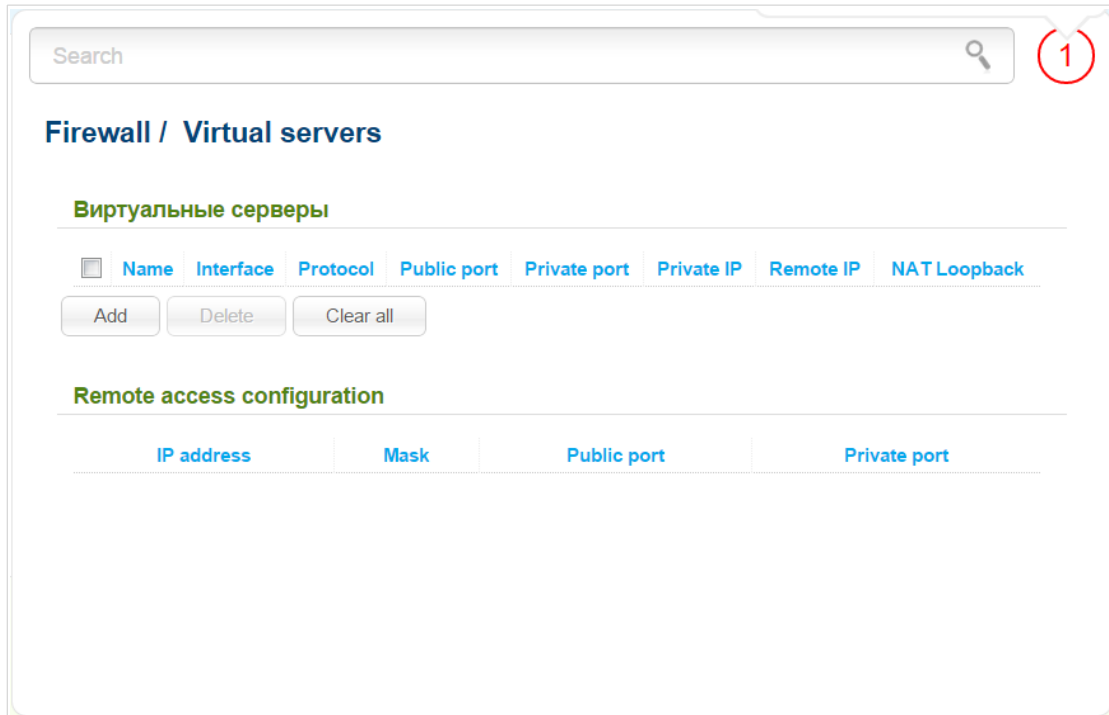 Search
1
Firewall / Virtual servers
Виртуальные серверы
Name Interface Protocol Public port Private port Private IP Remote IP NAT Loopback
Add Delete Clear all
Remote access configuration
IP address Mask Public port Private port